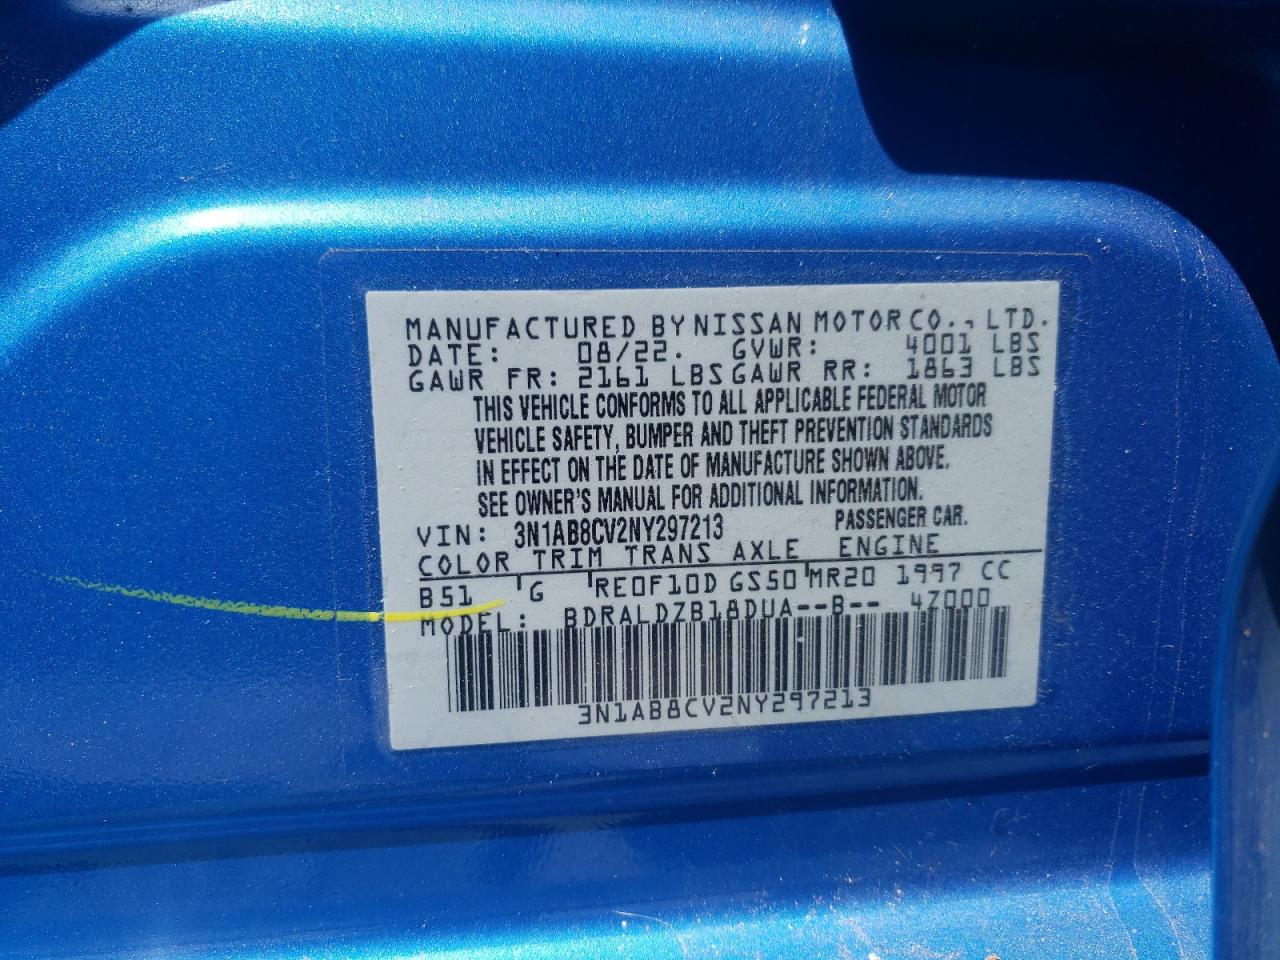 MANUFACTURED BY NISSAN MOTOR CO., LTD.
DATE: 08/22. GVWR: 4001 LBS
GAWR FR: 2161 LBS GAWR RR: 1863 LBS
THIS VEHICLE CONFORMS TO ALL APPLICABLE FEDERAL MOTOR
VEHICLE SAFETY, BUMPER AND THEFT PREVENTION STANDARDS
IN EFFECT ON THE DATE OF MANUFACTURE SHOWN ABOVE.
SEE OWNER'S MANUAL FOR ADDITIONAL INFORMATION.
VIN: 3N1AB8CV2NY297213 PASSENGER CAR.
COLOR TRIM TRANS AXLE ENGINE
B51 G RE0F10D GS50 MR20 1997 CC
MODEL: BDRALDZB18DUA--B-- 4Z000
3N1AB8CV2NY297213